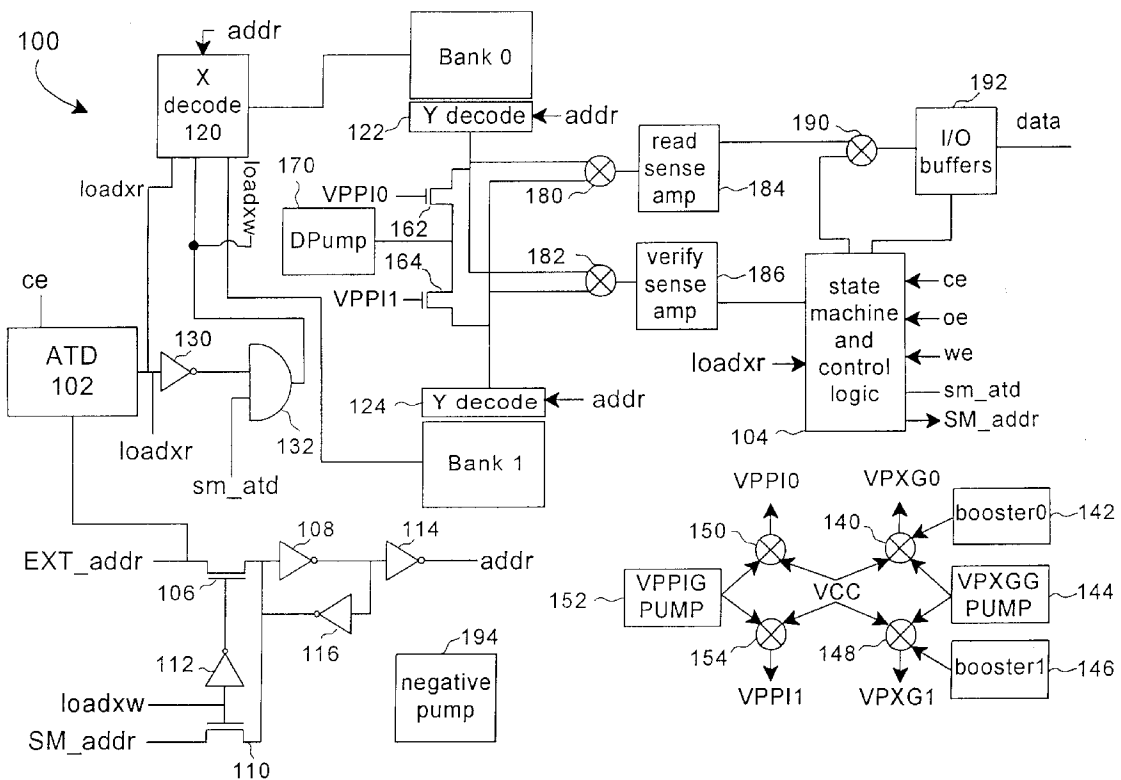 100
addr
X
decode
120
Bank 0
122
Y decode
addr
loadxr
loadxw
VPPI0
162
170
DPump
164
VPPI1
180
182
read
sense
amp
184
verify
sense
amp
186
190
192
I/O
buffers
data
state
machine
and
control
logic
ce
oe
we
sm_atd
SM_addr
loadxr
104
ce
ATD
102
130
loadxr
132
sm_atd
124
Y decode
addr
Bank 1
EXT_addr
106
108
114
addr
116
112
loadxw
SM_addr
110
194
negative
pump
VPPI0
VPXG0
150
140
booster0
142
152
VPPIG
PUMP
VCC
VPXGG
PUMP
144
154
148
booster1
146
VPPI1
VPXG1